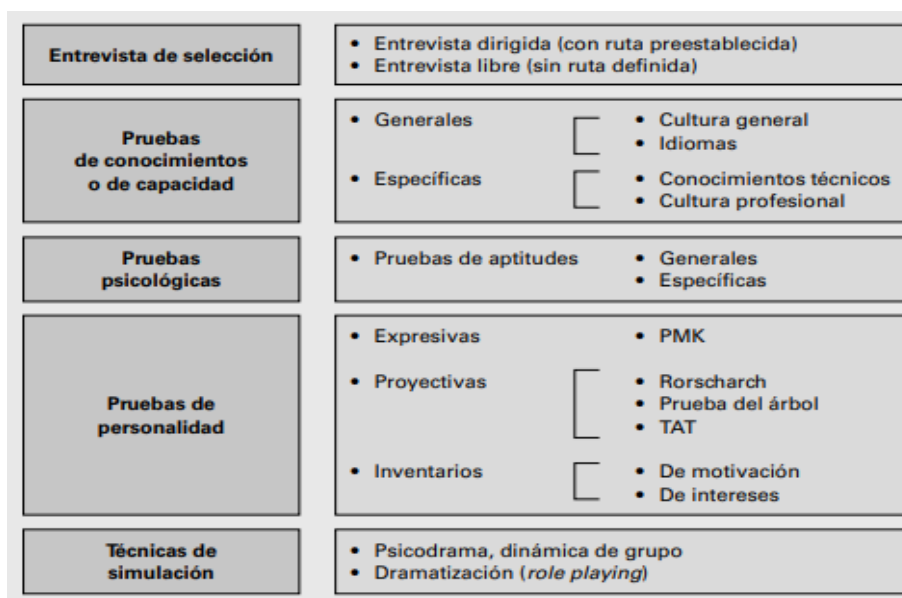 Entrevista de selección
• Entrevista dirigida (con ruta preestablecida)
• Entrevista libre (sin ruta definida)
Pruebas
de conocimientos
o de capacidad
• Generales
• Cultura general
• Idiomas
• Específicas
• Conocimientos técnicos
• Cultura profesional
Pruebas
psicológicas
• Pruebas de aptitudes
• Generales
• Específicas
Pruebas de
personalidad
• Expresivas
• PMK
• Proyectivas
• Rorscharch
• Prueba del árbol
• TAT
• Inventarios
• De motivación
• De intereses
Técnicas de
simulación
• Psicodrama, dinámica de grupo
• Dramatización (role playing)